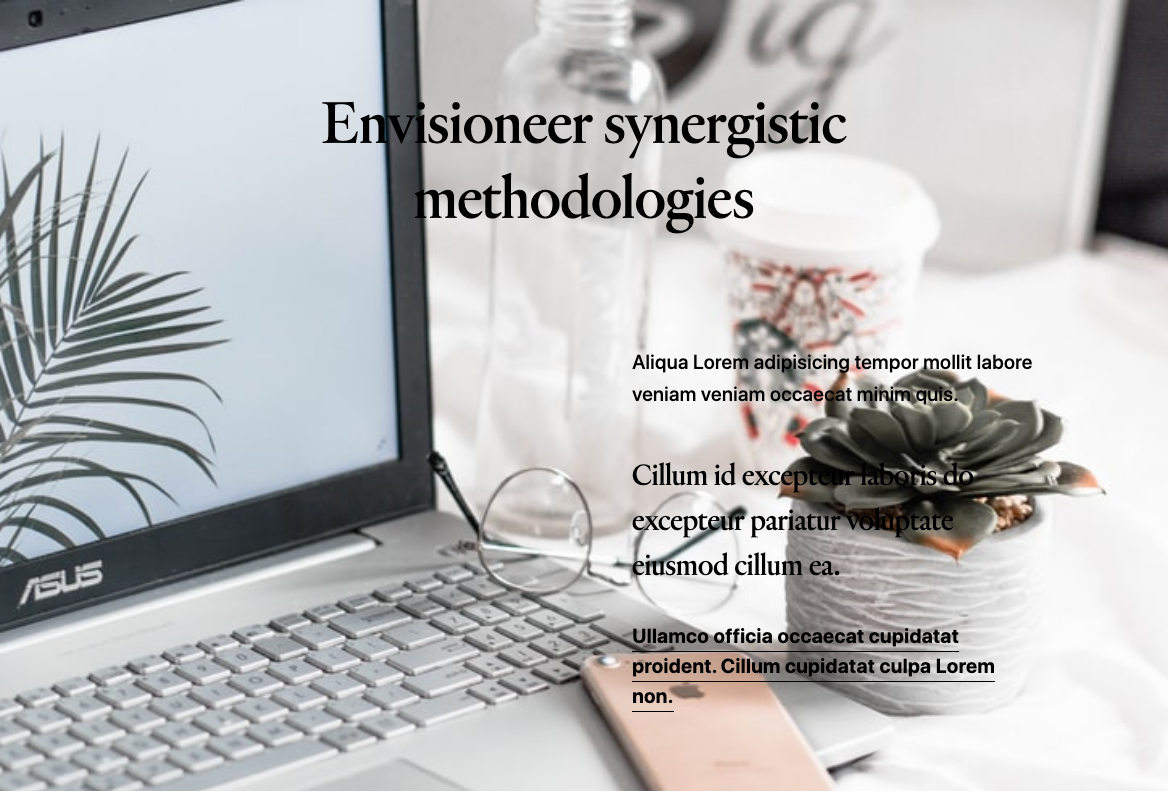 Envisioneer synergistic
methodologies
Aliqua Lorem adipisicing tempor mollit labore
veniam veniam occaecat minim quis.
Cillum id excepteur laboris do
excepteur pariatur voluptate
eiusmod cillum ea.
ASUS
Ullamco officia occaecat cupidatat
proident. Cillum cupidatat culpa Lorem
non.